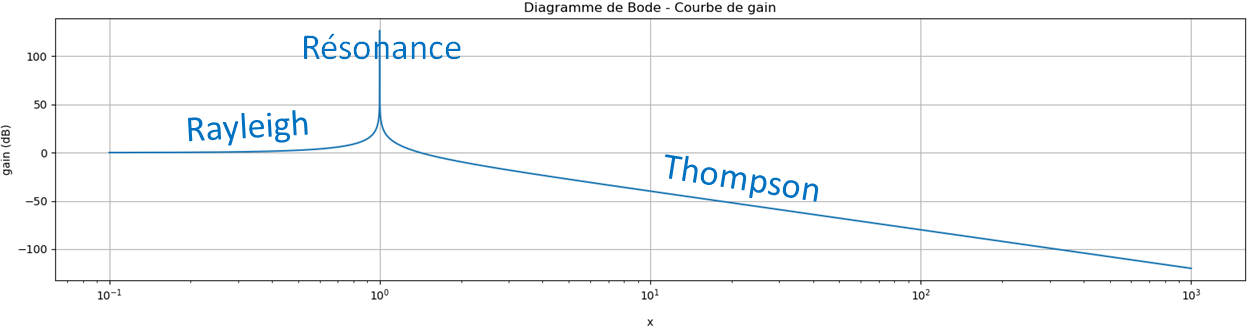 Diagramme de Bode - Courbe de gain
Résonance
Rayleigh
Thompson
gain (dB)
100
50
0
−50
−100
10⁻¹ 10⁰ 10¹ 10² 10³
x